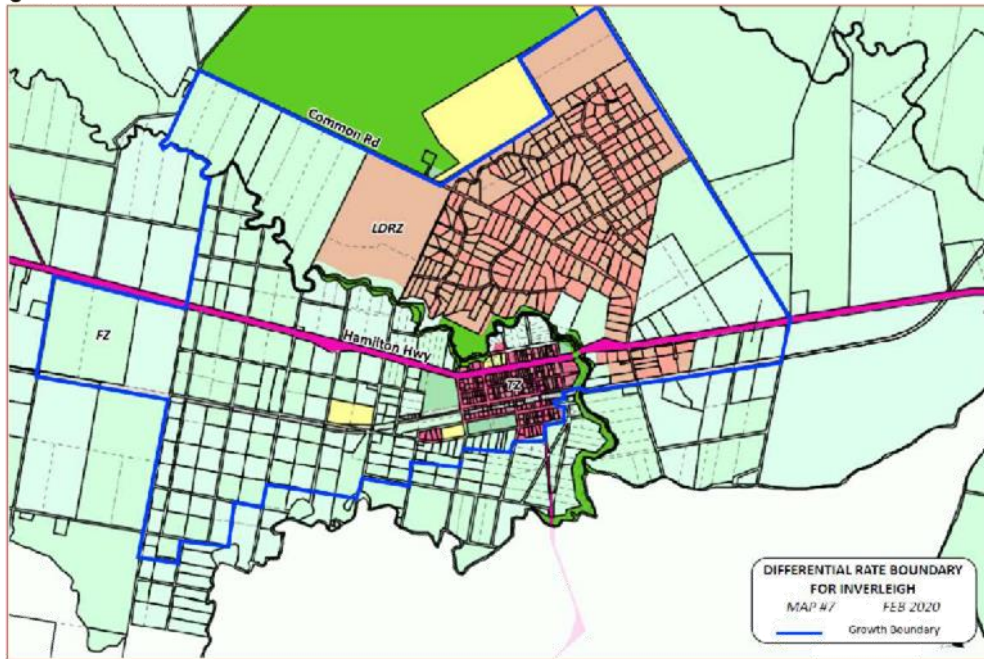 Common Rd
LDRZ
FZ
Hamilton Hwy
TZ
DIFFERENTIAL RATE BOUNDARY
FOR INVERLEIGH
MAP #7 FEB 2020
Growth Boundary